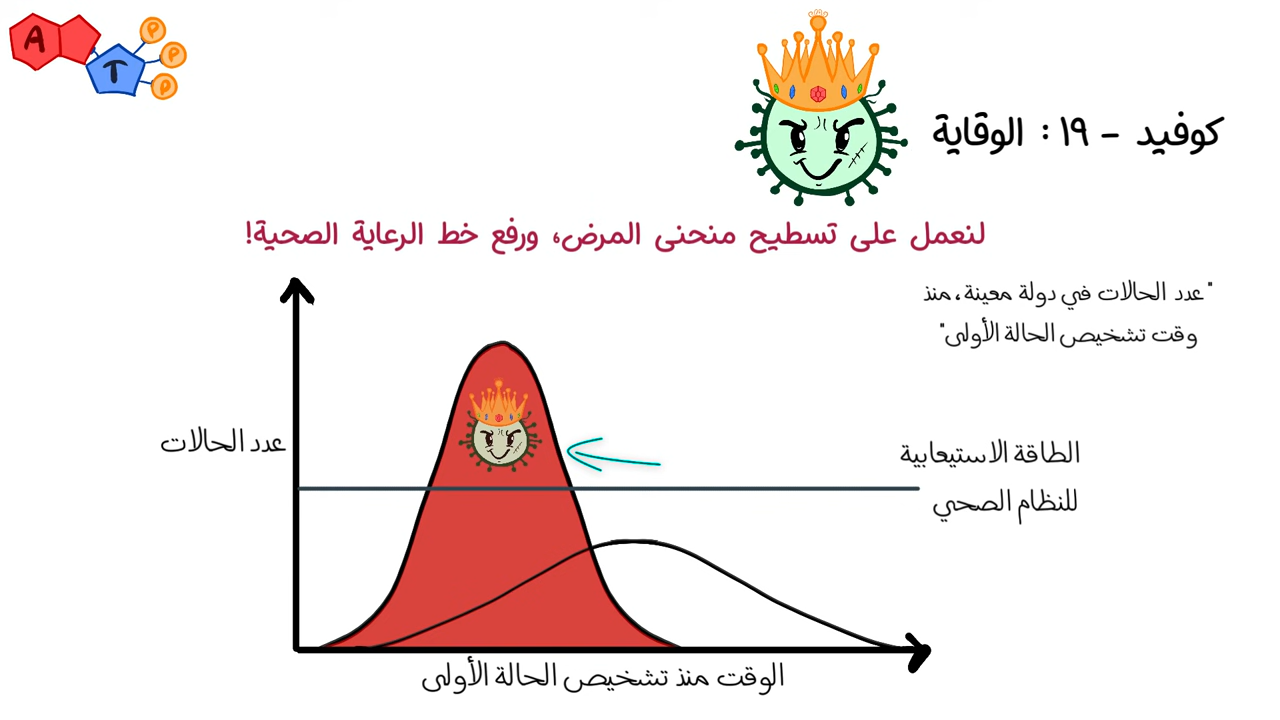 A T P P P
كوفيد - ١٩ : الوقاية
لنعمل على تسطيح منحنى المرض، ورفع خط الرعاية الصحية!
"عدد الحالات في دولة معينة، منذ
وقت تشخيص الحالة الأولى"
عدد الحالات
الطاقة الاستيعابية
للنظام الصحي
الوقت منذ تشخيص الحالة الأولى